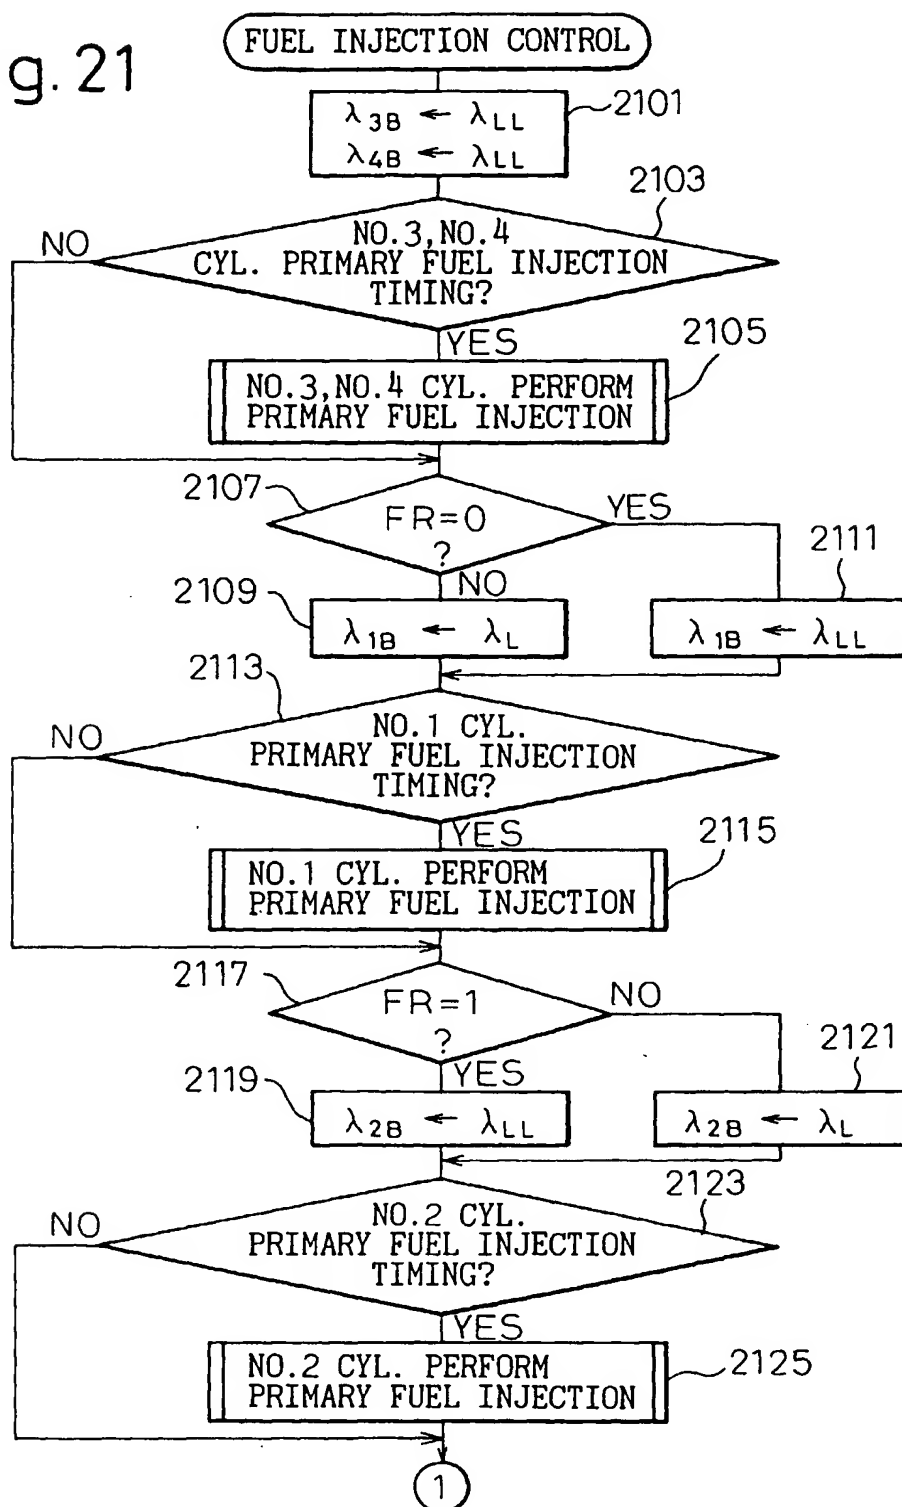 g. 21
FUEL INJECTION CONTROL
2101
λ3B ← λLL
λ4B ← λLL
2103
NO
NO.3, NO.4
CYL. PRIMARY FUEL INJECTION
TIMING?
YES
2105
NO.3, NO.4 CYL. PERFORM
PRIMARY FUEL INJECTION
2107
FR=0
?
YES
NO
2111
2109
λ1B ← λL
λ1B ← λLL
2113
NO
NO.1 CYL.
PRIMARY FUEL INJECTION
TIMING?
YES
2115
NO.1 CYL. PERFORM
PRIMARY FUEL INJECTION
2117
FR=1
?
NO
YES
2121
2119
λ2B ← λLL
λ2B ← λL
2123
NO
NO.2 CYL.
PRIMARY FUEL INJECTION
TIMING?
YES
2125
NO.2 CYL. PERFORM
PRIMARY FUEL INJECTION
1